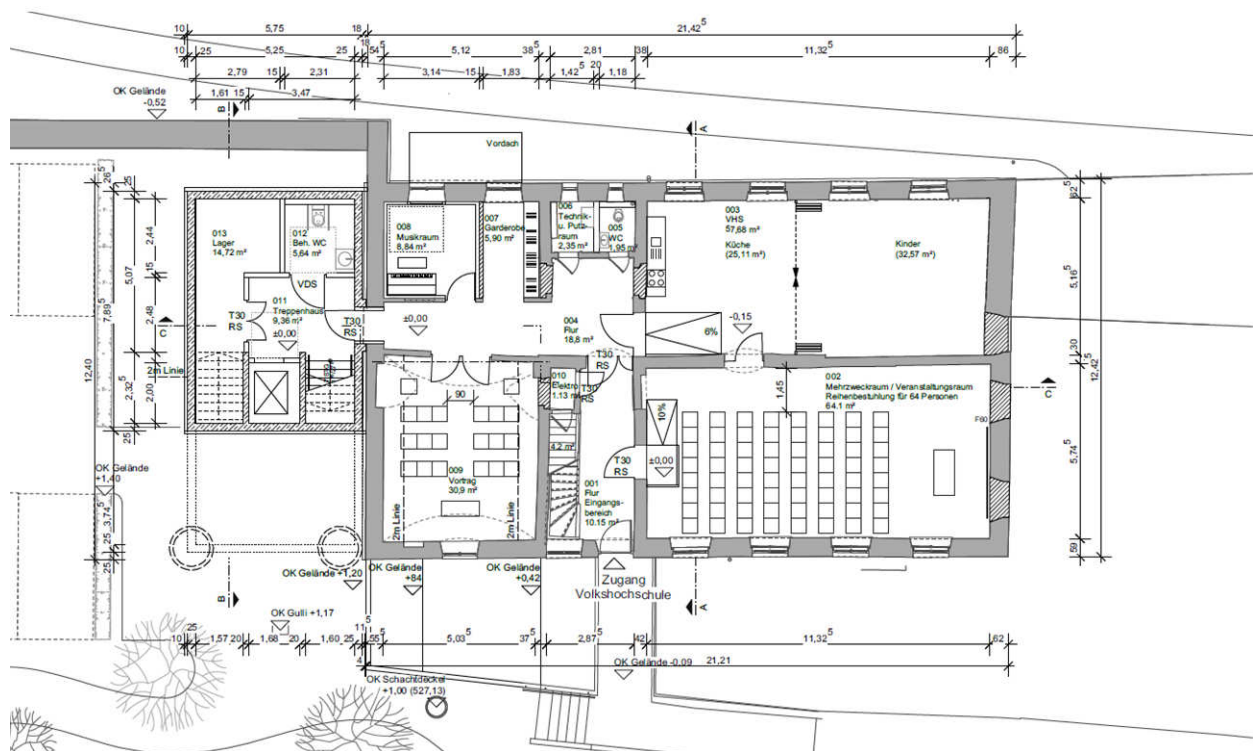 10
5,75
18
21,42⁵
10
25
5,25
25
18
54⁵
5,12
38⁵
2,81
38
11,32⁵
86
2,79
15
2,31
3,14
15
1,83
1,42⁵
20
1,18
1,61
15
3,47
OK Gelände
-0,52
B
A
Vordach
013
Lager
14,72 m²
012
Beh. WC
5,64 m²
008
Musikraum
8,84 m²
007
Garderobe
5,90 m²
006
Technik-
u. Putz-
raum
2,35 m²
005
WC
1,95 m²
003
VHS
57,68 m²
Küche
(25,11 m²)
Kinder
(32,57 m²)
VDS
011
Treppenhaus
9,36 m²
±0,00
T30
RS
T30
RS
±0,00
004
Flur
18,8 m²
6%
-0,15
C
C
2m Linie
T30
RS
010
Elektro
1.13 m²
T30
RS
90
10%
1,45
002
Mehrzweckraum / Veranstaltungsraum
Reihenbestuhlung für 64 Personen
64.1 m²
F60
4.2 m²
T30
RS
±0,00
009
Vortrag
30,9 m²
2m Linie
2m Linie
001
Flur
Eingangs-
bereich
10.15 m²
26⁵
25
2,44
15
5,07
7,89⁵
2,48
12,40
2,32⁵
2,00
25
25
3,74⁵
25
62⁵
5,16⁵
30
12,42⁵
5,74⁵
59⁵
OK Gelände
+1,40
OK Gelände +1,20
OK Gelände
+84
OK Gelände
+0,42
Zugang
Volkshochschule
B
A
OK Gulli +1,17
10
25
1,57
20
1,68
20
1,60
25
11⁵
55⁵
5,03⁵
37⁵
2,87⁵
42
11,32⁵
62
4
OK Gelände -0,09
21,21
OK Schachtdeckel
+1,00 (527,13)